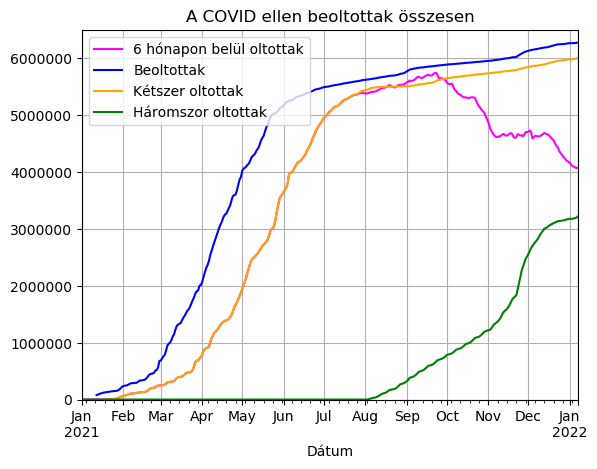 A COVID ellen beoltottak összesen
6 hónapon belül oltottak
Beoltottak
Kétszer oltottak
Háromszor oltottak
6000000
5000000
4000000
3000000
2000000
1000000
0
Jan Feb Mar Apr May Jun Jul Aug Sep Oct Nov Dec Jan
2021 2022
Dátum